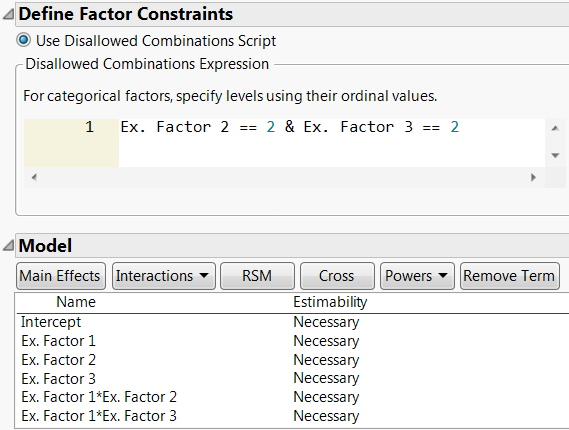 Define Factor Constraints
Use Disallowed Combinations Script
Disallowed Combinations Expression
For categorical factors, specify levels using their ordinal values.
1 Ex. Factor 2 == 2 & Ex. Factor 3 == 2
Model
Main Effects Interactions RSM Cross Powers Remove Term
Name Estimability
Intercept Necessary
Ex. Factor 1 Necessary
Ex. Factor 2 Necessary
Ex. Factor 3 Necessary
Ex. Factor 1*Ex. Factor 2 Necessary
Ex. Factor 1*Ex. Factor 3 Necessary